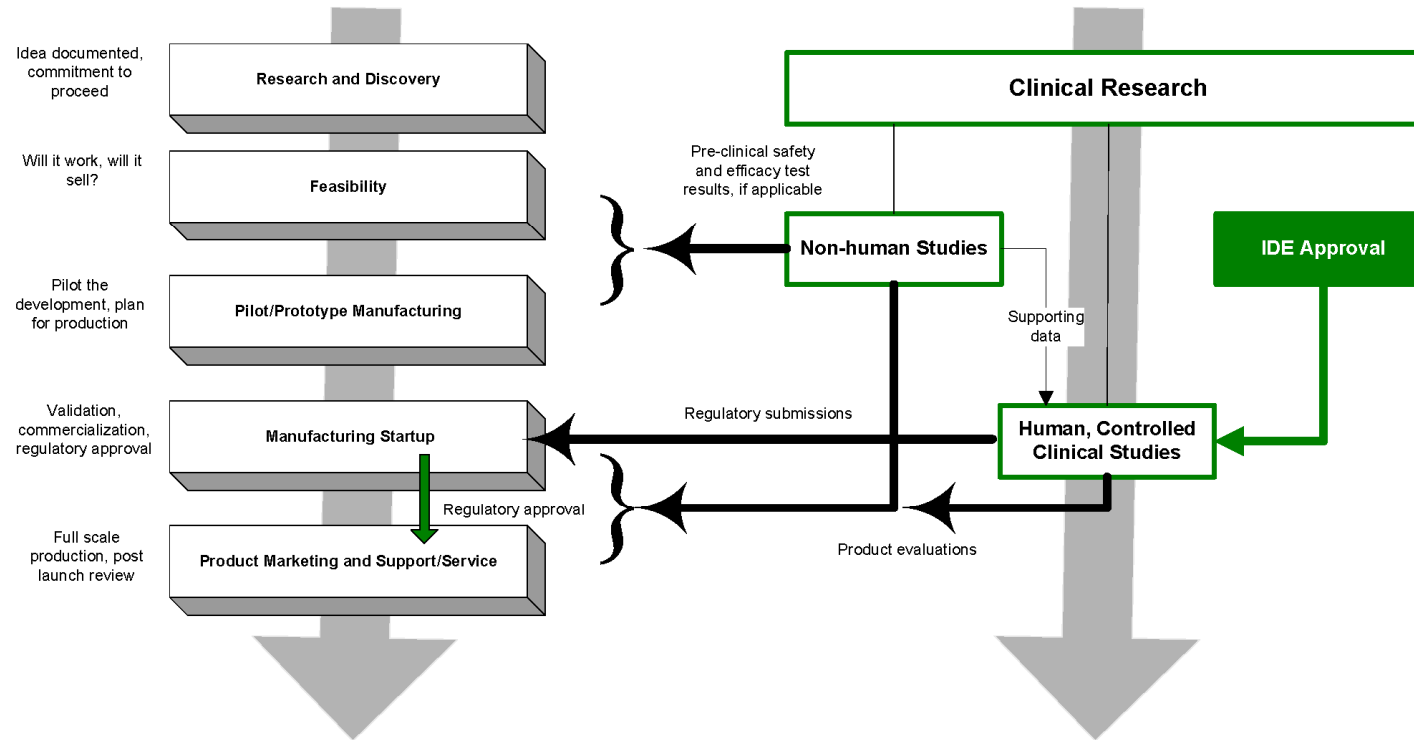 Idea documented,
commitment to
proceed
Research and Discovery
Clinical Research
Will it work, will it
sell?
Feasibility
Pre-clinical safety
and efficacy test
results, if applicable
Non-human Studies
IDE Approval
Pilot the
development, plan
for production
Pilot/Prototype Manufacturing
Supporting
data
Validation,
commercialization,
regulatory approval
Manufacturing Startup
Regulatory submissions
Human, Controlled
Clinical Studies
Regulatory approval
Full scale
production, post
launch review
Product Marketing and Support/Service
Product evaluations